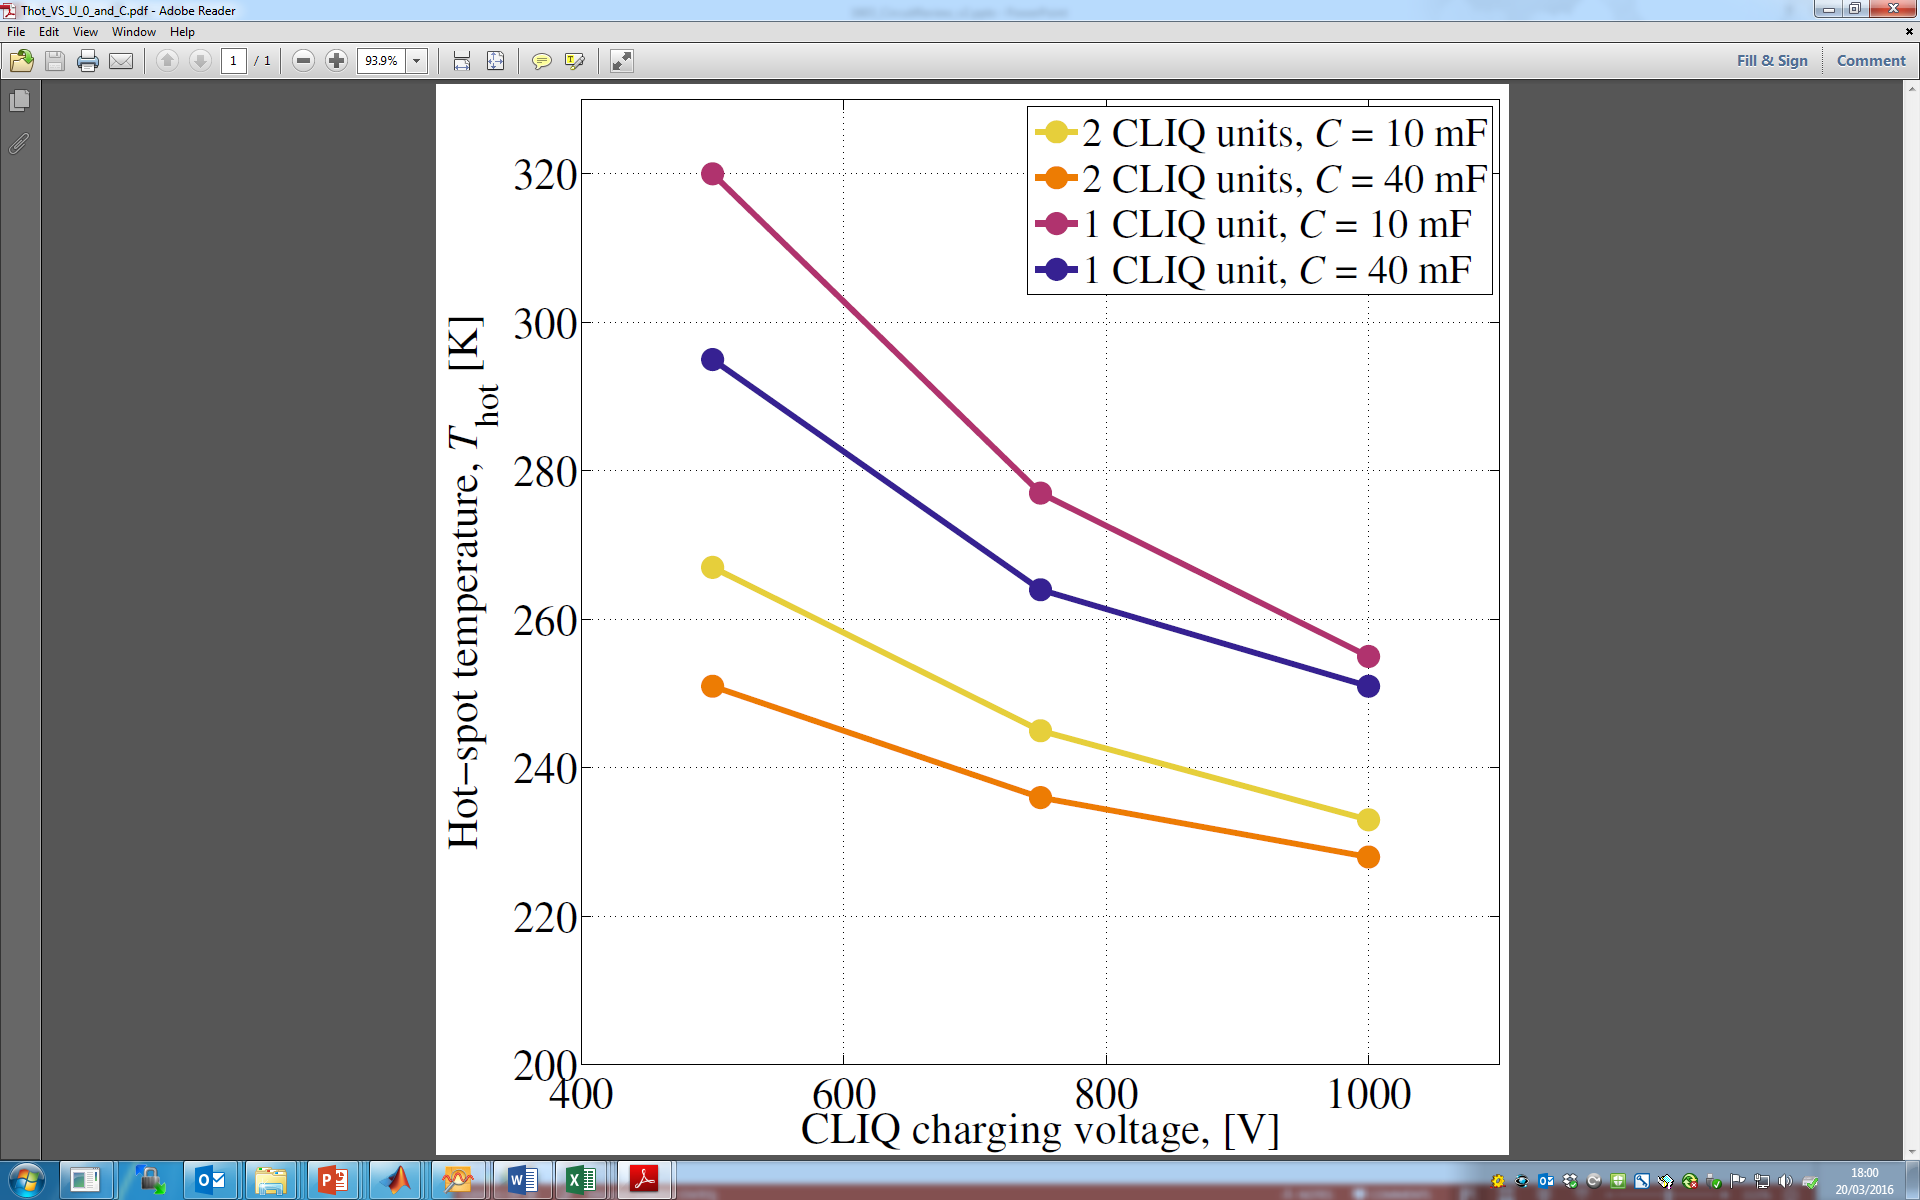 Thot_VS_U_0_and_C.pdf - Adobe Reader
File Edit View Window Help
1 / 1 93.9% Fill & Sign Comment
2 CLIQ units, C = 10 mF
2 CLIQ units, C = 40 mF
1 CLIQ unit, C = 10 mF
1 CLIQ unit, C = 40 mF
Hot-spot temperature, Thot [K]
320
300
280
260
240
220
200
400 600 800 1000
CLIQ charging voltage, [V]
18:00
20/03/2016